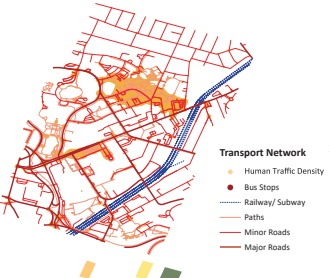 Transport Network
Human Traffic Density
Bus Stops
Railway/ Subway
Paths
Minor Roads
Major Roads